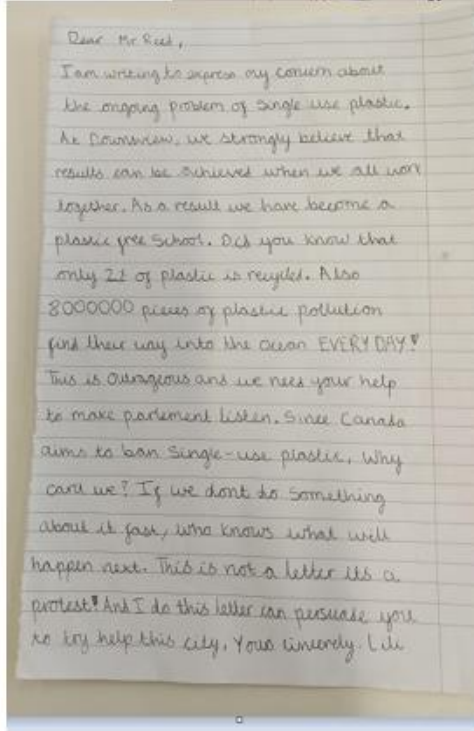 Dear Mr Reed,
I am writing to express my concern about
the ongoing problem of single use plastic.
At Downsview, we strongly believe that
results can be achieved when we all work
together. As a result we have become a
plastic free School. Did you know that
only of plastic is recycled. Also
8000000 pieces of plastic pollution
find their way into the ocean EVERY DAY!
This is outrageous and we need your help
to make parlement listen. Since Canada
aims to ban Single-use plastic, Why
cant we? If we dont do Something
about it fast, who knows what will
happen next. This is not a letter its a
protest! And I do this letter can persuade you
to try help this city. Yours sincerely.